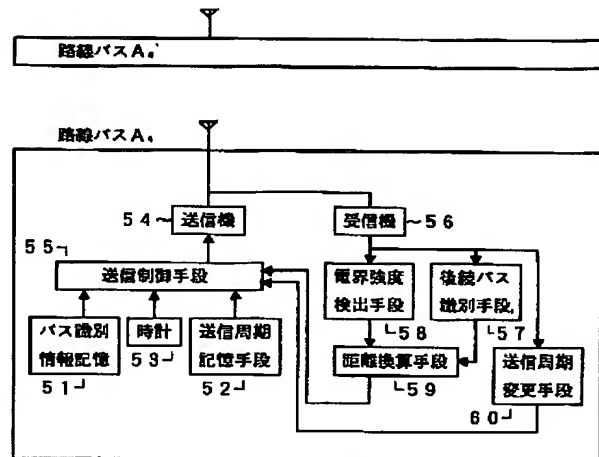 路線バスA₄'
路線バスA₄
54 送信機
受信機 56
55
送信制御手段
電界強度
検出手段
後続バス
識別手段
58
57
バス識別
情報記憶
時計
送信周期
記憶手段
51
53
52
距離換算手段
59
送信周期
変更手段
60